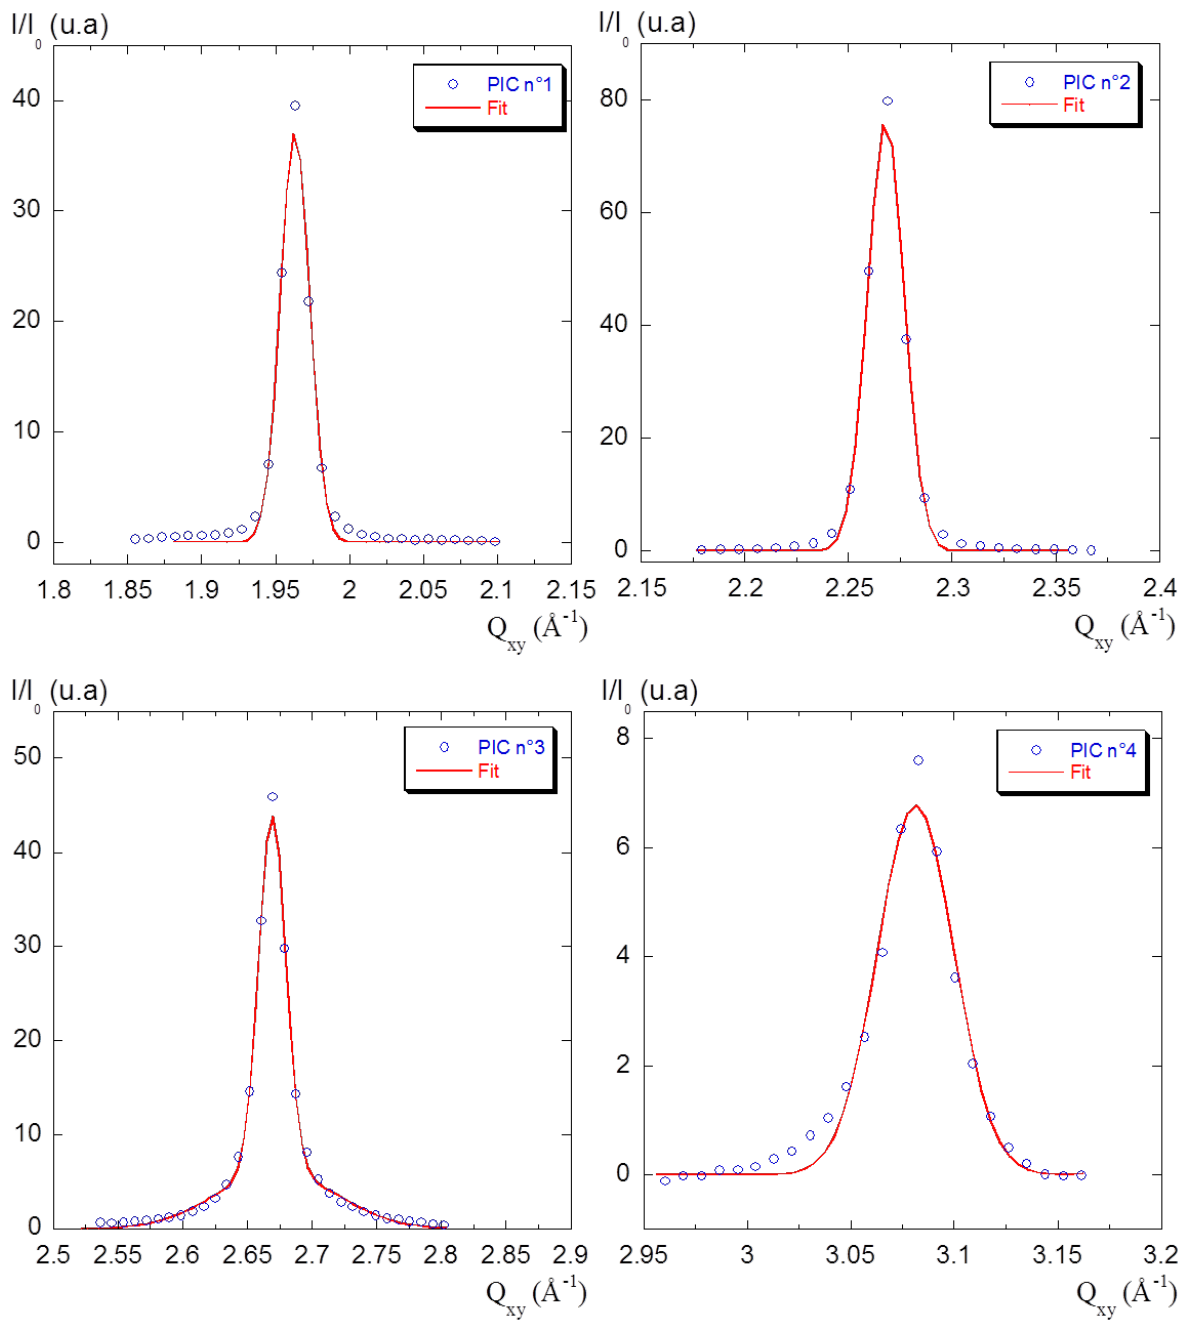 I/I₀ (u.a)
40
30
20
10
0
1.8 1.85 1.9 1.95 2 2.05 2.1 2.15
Qxy (Å⁻¹)
PIC n°1
Fit
I/I₀ (u.a)
80
60
40
20
0
2.15 2.2 2.25 2.3 2.35 2.4
Qxy (Å⁻¹)
PIC n°2
Fit
I/I₀ (u.a)
50
40
30
20
10
0
2.5 2.55 2.6 2.65 2.7 2.75 2.8 2.85 2.9
Qxy (Å⁻¹)
PIC n°3
Fit
I/I₀ (u.a)
8
6
4
2
0
2.95 3 3.05 3.1 3.15 3.2
Qxy (Å⁻¹)
PIC n°4
Fit